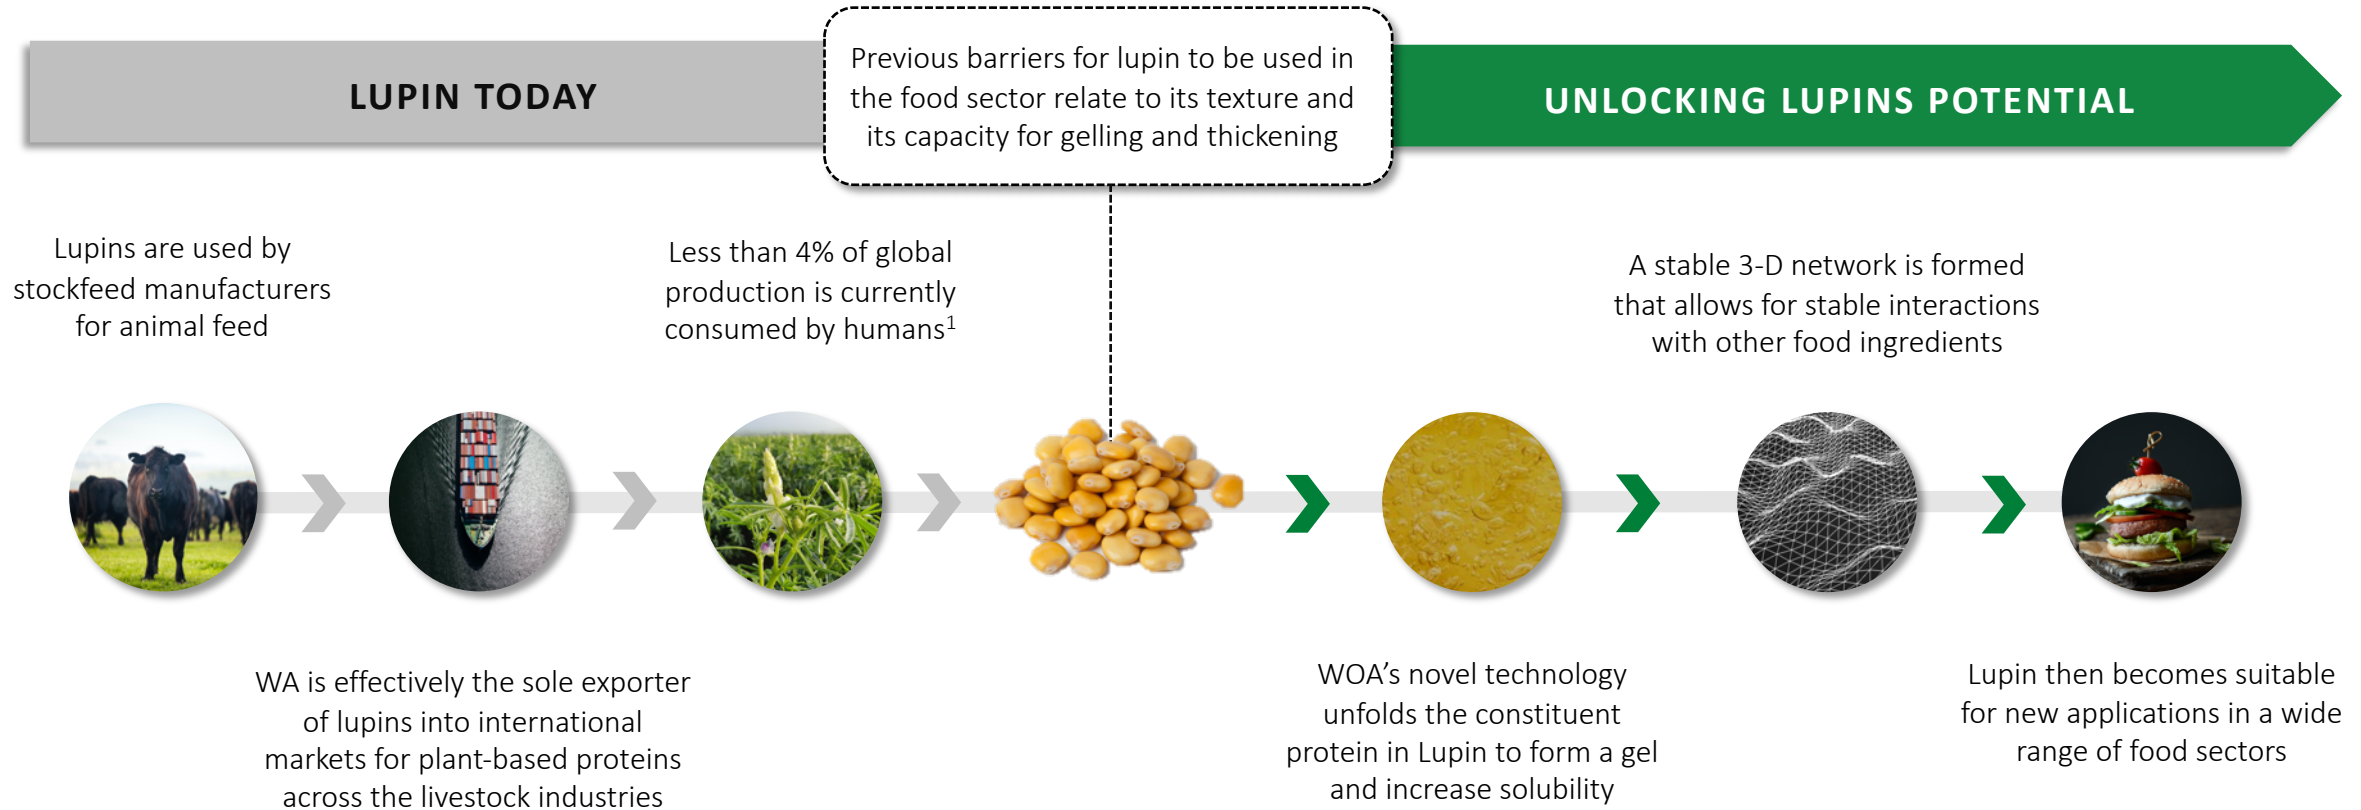 LUPIN TODAY
Previous barriers for lupin to be used in
the food sector relate to its texture and
its capacity for gelling and thickening
UNLOCKING LUPINS POTENTIAL
Lupins are used by
stockfeed manufacturers
for animal feed
WA is effectively the sole exporter
of lupins into international
markets for plant-based proteins
across the livestock industries
Less than 4% of global
production is currently
consumed by humans¹
WOA’s novel technology
unfolds the constituent
protein in Lupin to form a gel
and increase solubility
A stable 3-D network is formed
that allows for stable interactions
with other food ingredients
Lupin then becomes suitable
for new applications in a wide
range of food sectors